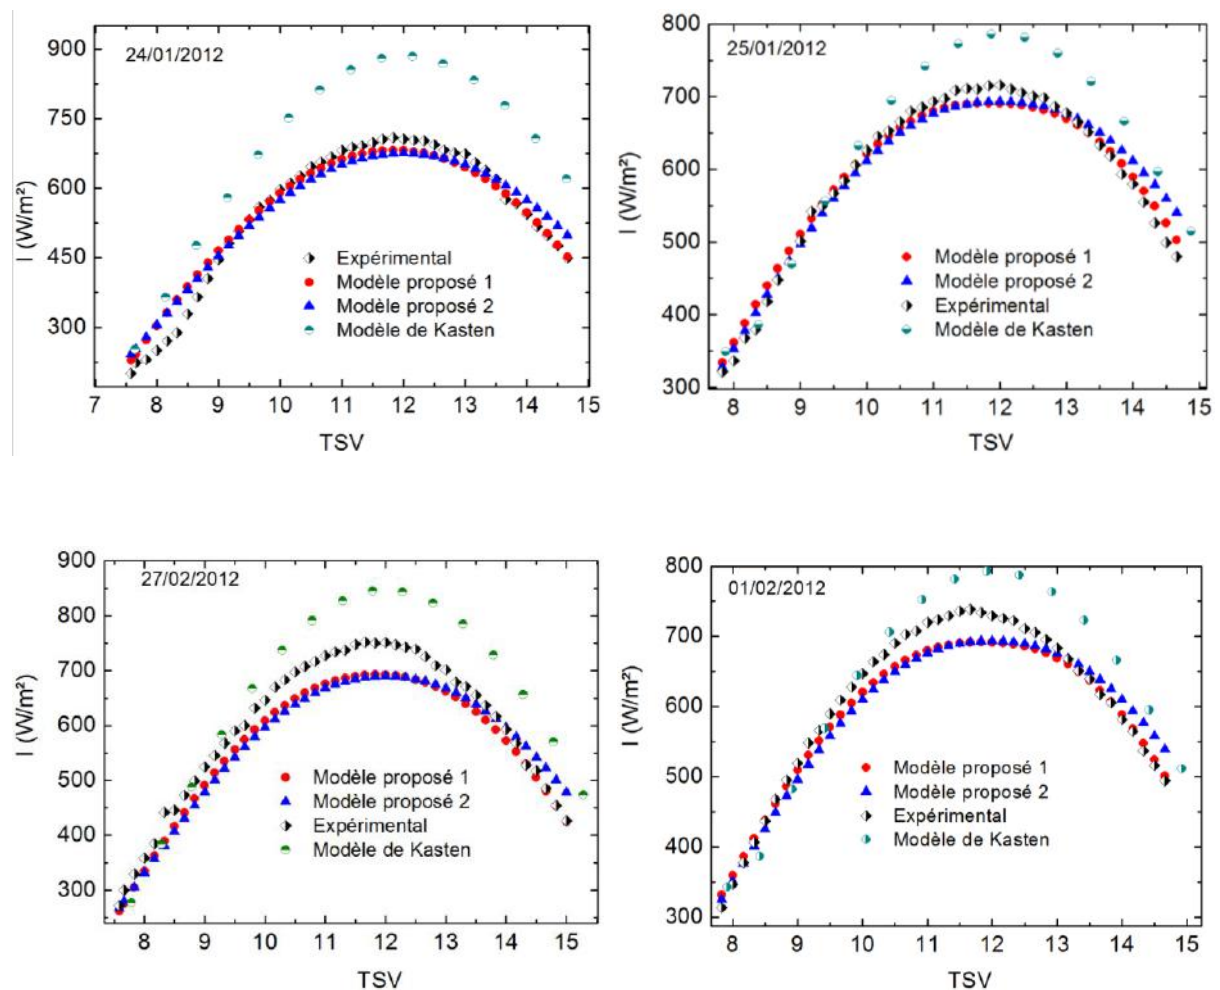 24/01/2012
I (W/m²)
900
750
600
450
300
Expérimental
Modèle proposé 1
Modèle proposé 2
Modèle de Kasten
7 8 9 10 11 12 13 14 15
TSV
25/01/2012
I (W/m²)
800
700
600
500
400
300
Modèle proposé 1
Modèle proposé 2
Expérimental
Modèle de Kasten
8 9 10 11 12 13 14 15
TSV
27/02/2012
I (W/m²)
900
800
700
600
500
400
300
Modèle proposé 1
Modèle proposé 2
Expérimental
Modèle de Kasten
8 9 10 11 12 13 14 15
TSV
01/02/2012
I (W/m²)
800
700
600
500
400
300
Modèle proposé 1
Modèle proposé 2
Expérimental
Modèle de Kasten
8 9 10 11 12 13 14 15
TSV